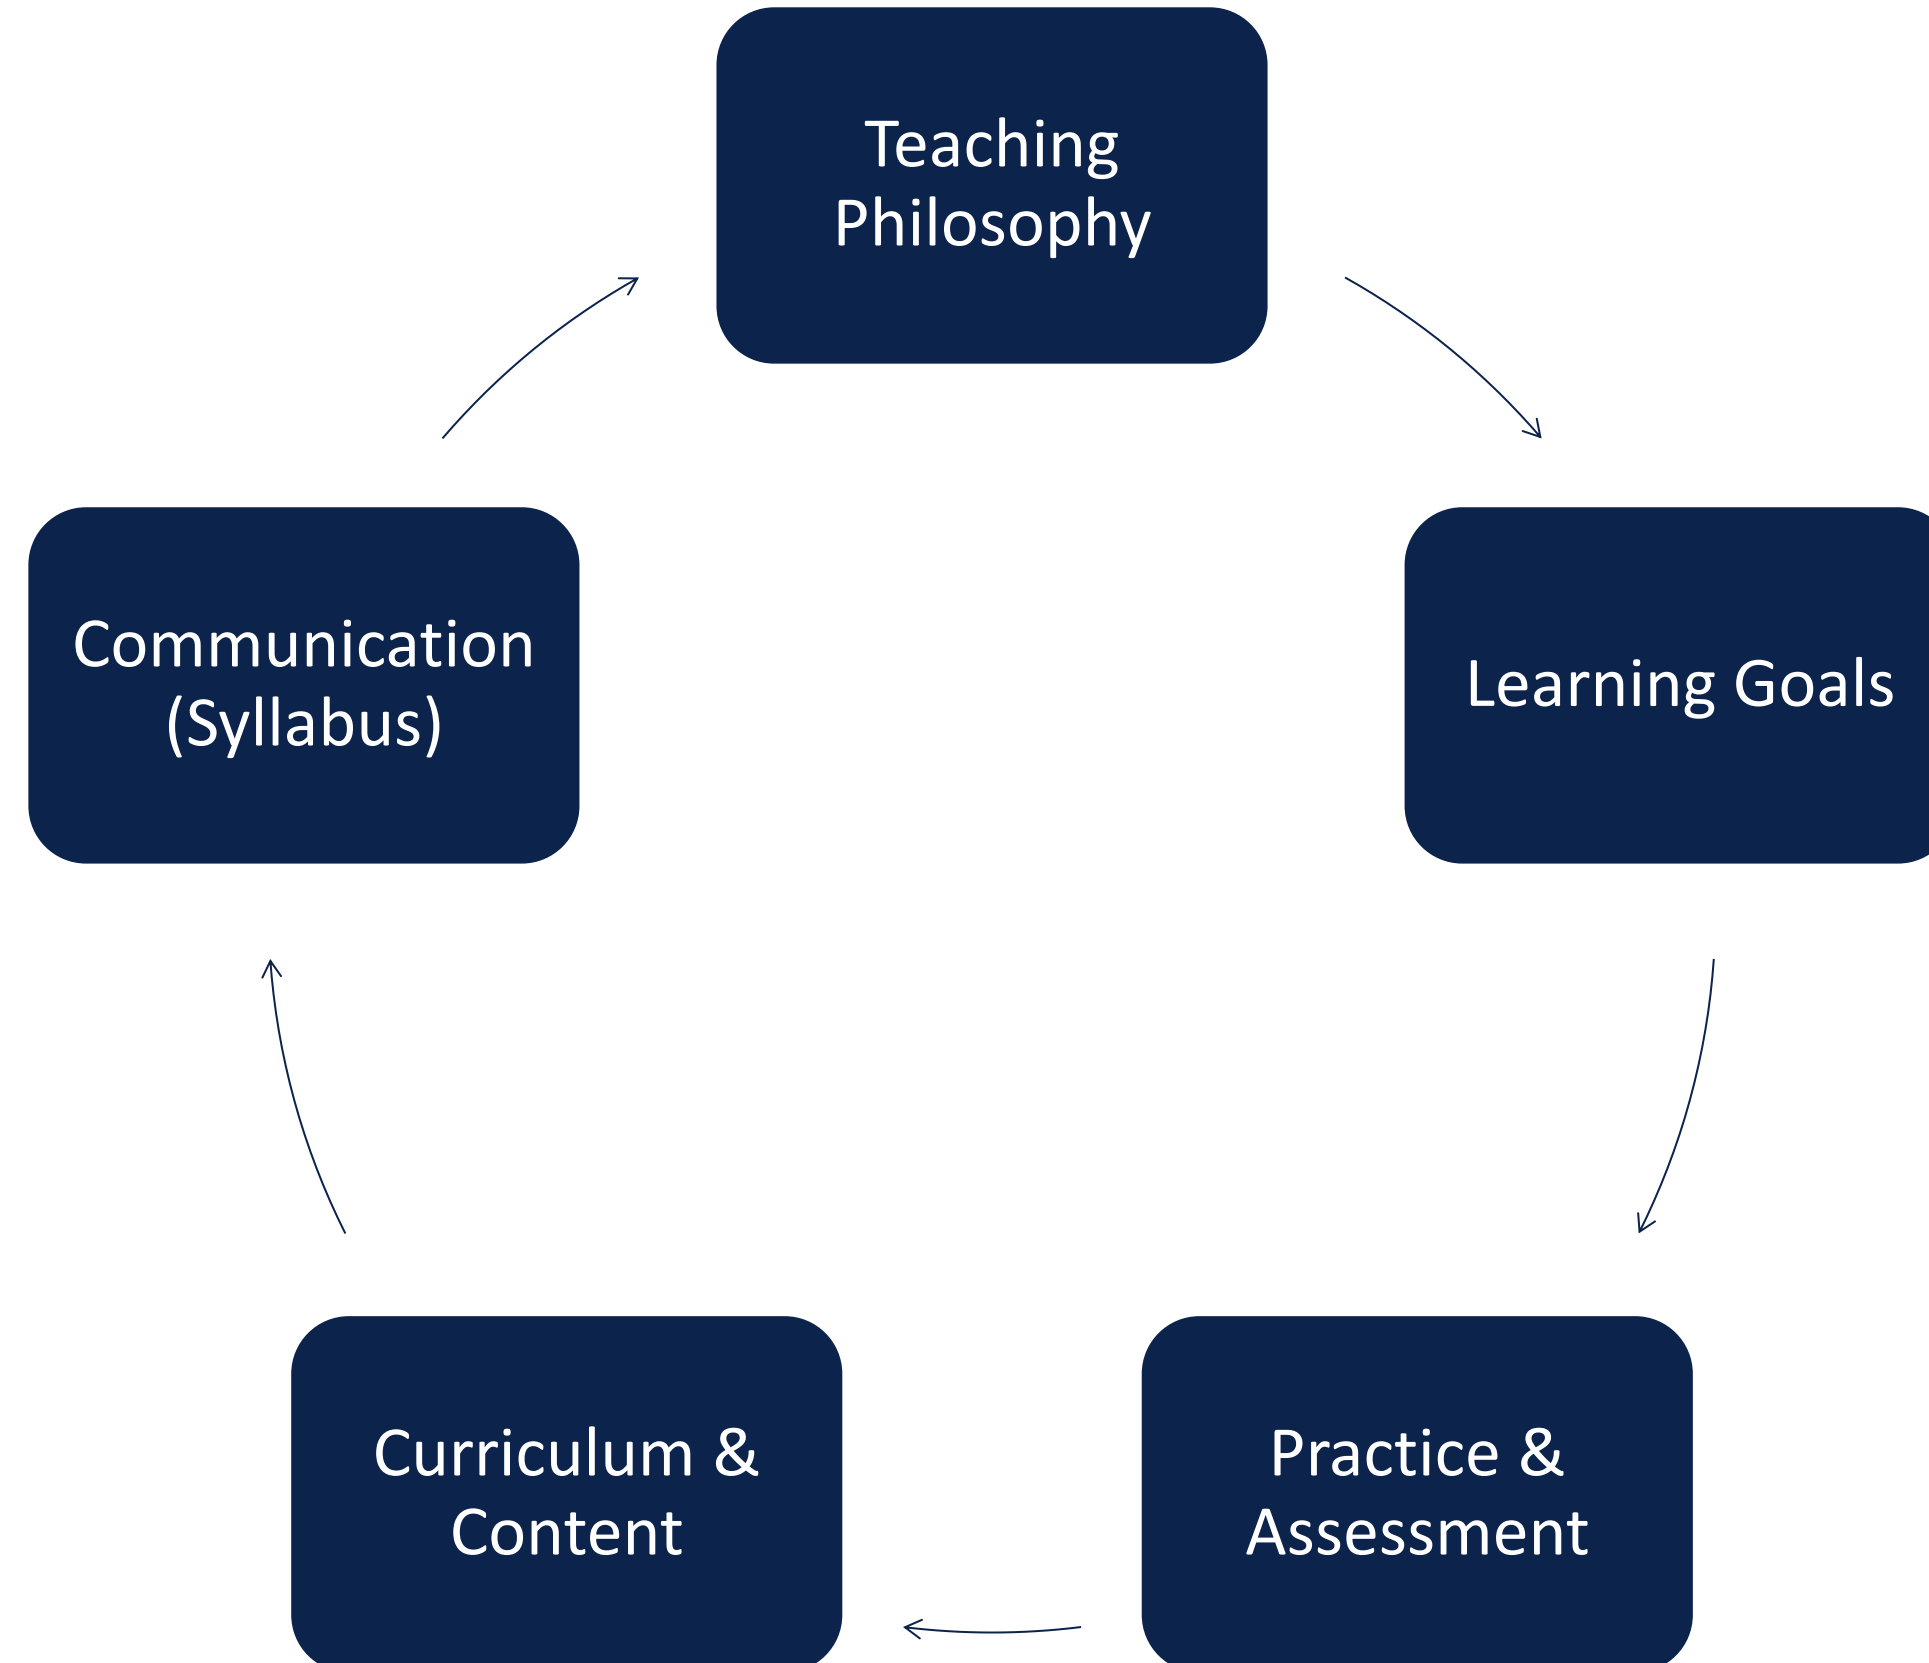 Teaching
Philosophy
Learning Goals
Practice &
Assessment
Curriculum &
Content
Communication
(Syllabus)